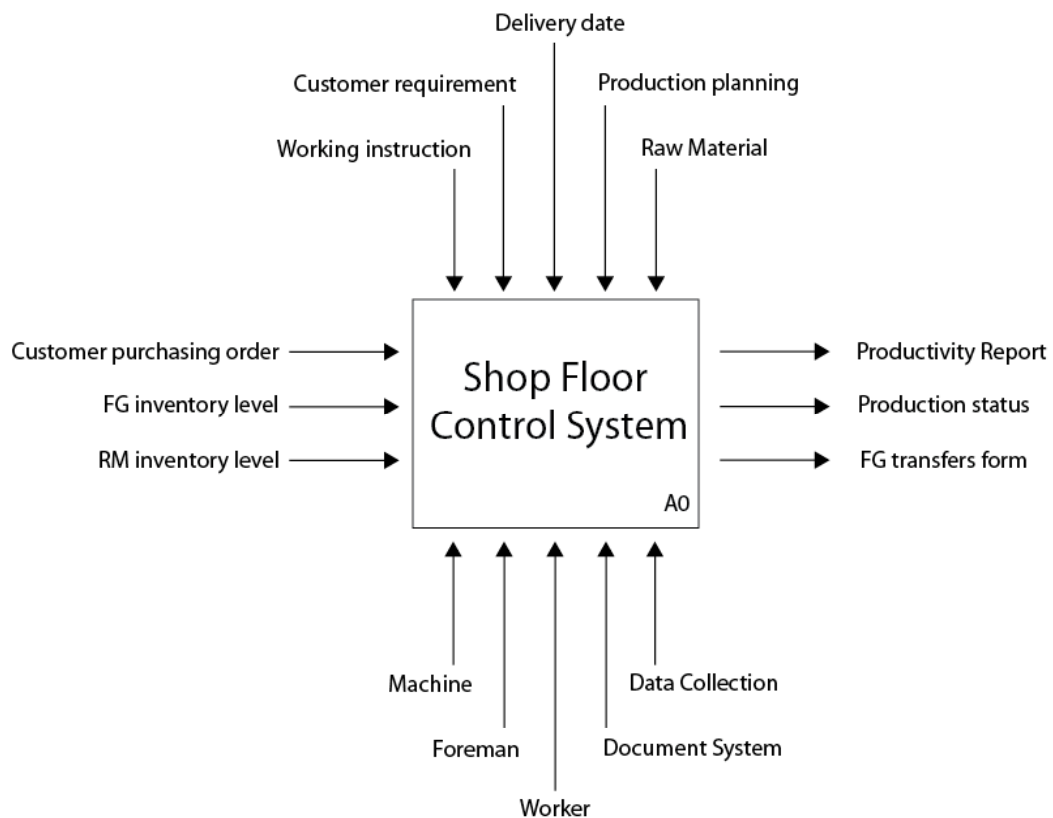 Delivery date
Customer requirement
Production planning
Working instruction
Raw Material
Customer purchasing order
FG inventory level
RM inventory level
Shop Floor
Control System
A0
Productivity Report
Production status
FG transfers form
Machine
Data Collection
Foreman
Document System
Worker